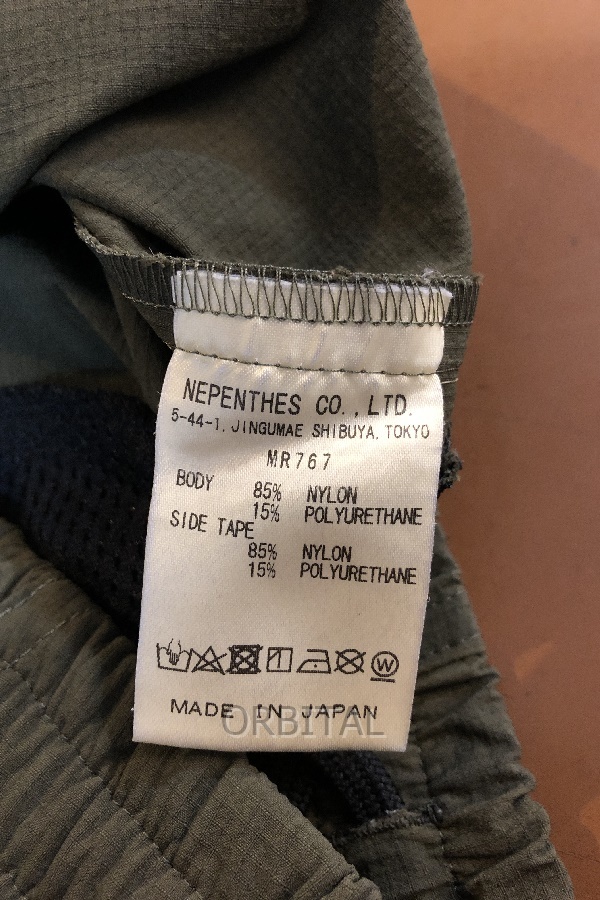 NEPENTHES CO.,LTD.
5-44-1, JINGUMAE SHIBUYA, TOKYO
MR767
BODY
85% NYLON
15% POLYURETHANE
SIDE TAPE
85% NYLON
15% POLYURETHANE
W
MADE IN JAPAN
ORBITAL